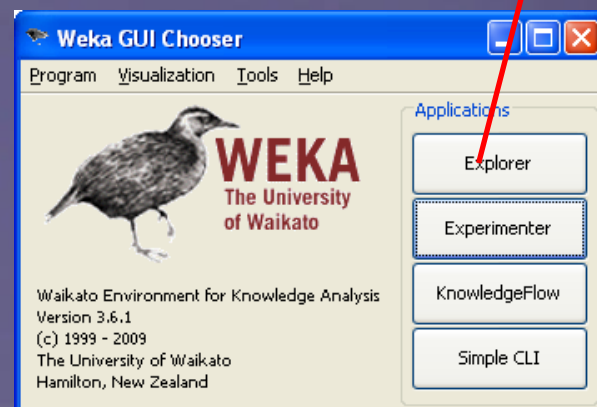 Weka GUI Chooser
Program Visualization Tools Help
WEKA
The University
of Waikato
Waikato Environment for Knowledge Analysis
Version 3.6.1
(c) 1999 - 2009
The University of Waikato
Hamilton, New Zealand
Applications
Explorer
Experimenter
KnowledgeFlow
Simple CLI